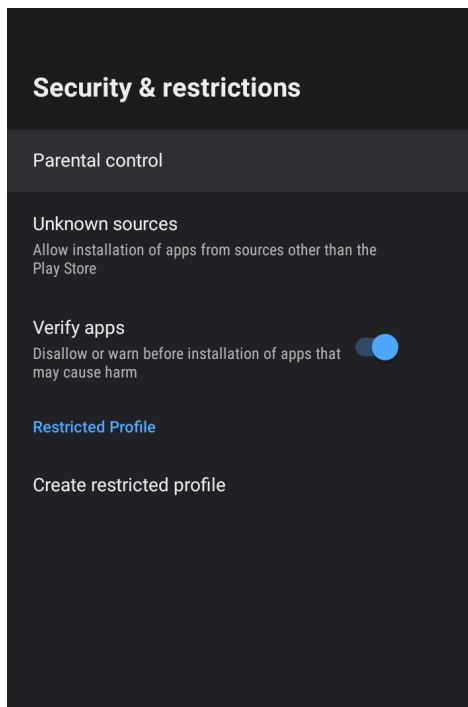 Security & restrictions
Parental control
Unknown sources
Allow installation of apps from sources other than the
Play Store
Verify apps
Disallow or warn before installation of apps that
may cause harm
Restricted Profile
Create restricted profile